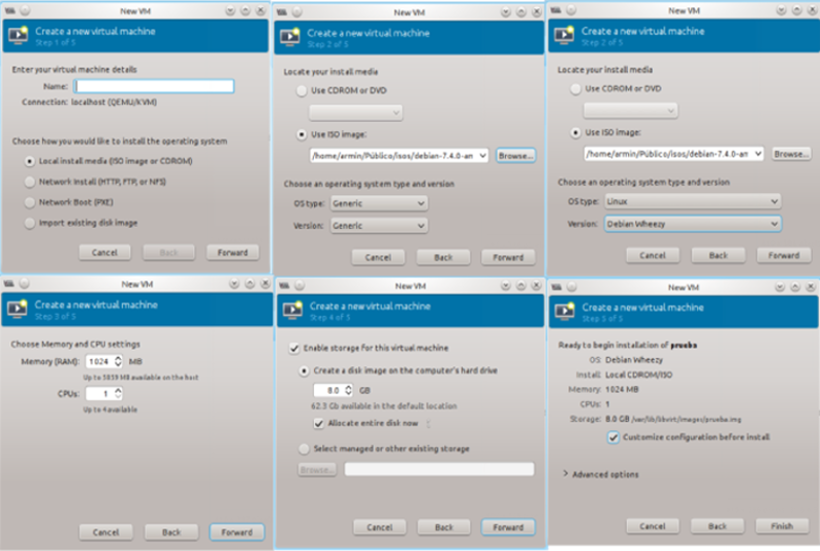 New VM
Create a new virtual machine
Step 1 of 5
Enter your virtual machine details
Name:
Connection: localhost (QEMU/KVM)
Choose how you would like to install the operating system
Local install media (ISO image or CDROM)
Network Install (HTTP, FTP, or NFS)
Network Boot (PXE)
Import existing disk image
Cancel Back Forward
New VM
Create a new virtual machine
Step 2 of 5
Locate your install media
Use CDROM or DVD
Use ISO image:
/home/armin/Público/isos/debian-7.4.0-am Browse...
Choose an operating system type and version
OS type: Generic
Version: Generic
Cancel Back Forward
New VM
Create a new virtual machine
Step 2 of 5
Locate your install media
Use CDROM or DVD
Use ISO image:
/home/armin/Público/isos/debian-7.4.0-am Browse...
Choose an operating system type and version
OS type: Linux
Version: Debian Wheezy
Cancel Back Forward
New VM
Create a new virtual machine
Step 3 of 5
Choose Memory and CPU settings
Memory (RAM): 1024 MB
Up to MB available on the host
CPUs: 1
Up to 4 available
Cancel Back Forward
New VM
Create a new virtual machine
Step 4 of 5
Enable storage for this virtual machine
Create a disk image on the computer's hard drive
8.0 GB
62.3 Gb available in the default location
Allocate entire disk now
Select managed or other existing storage
Browse...
Cancel Back Forward
New VM
Create a new virtual machine
Step 5 of 5
Ready to begin installation of prueba
OS: Debian Wheezy
Install: Local CDROM/ISO
Memory: 1024 MB
CPUs: 1
Storage: 8.0 GB /var/lib/libvirt/images/prueba.img
Customize configuration before install
Advanced options
Cancel Back Finish